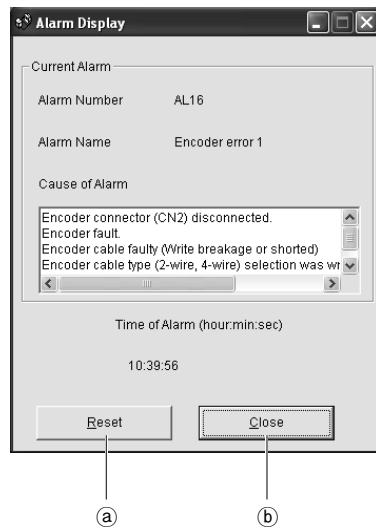 Alarm Display
Current Alarm
Alarm Number AL16
Alarm Name Encoder error 1
Cause of Alarm
Encoder connector (CN2) disconnected.
Encoder fault.
Encoder cable faulty (Write breakage or shorted)
Encoder cable type (2-wire, 4-wire) selection was wr
Time of Alarm (hour:min:sec)
10:39:56
Reset Close
ⓐ ⓑ